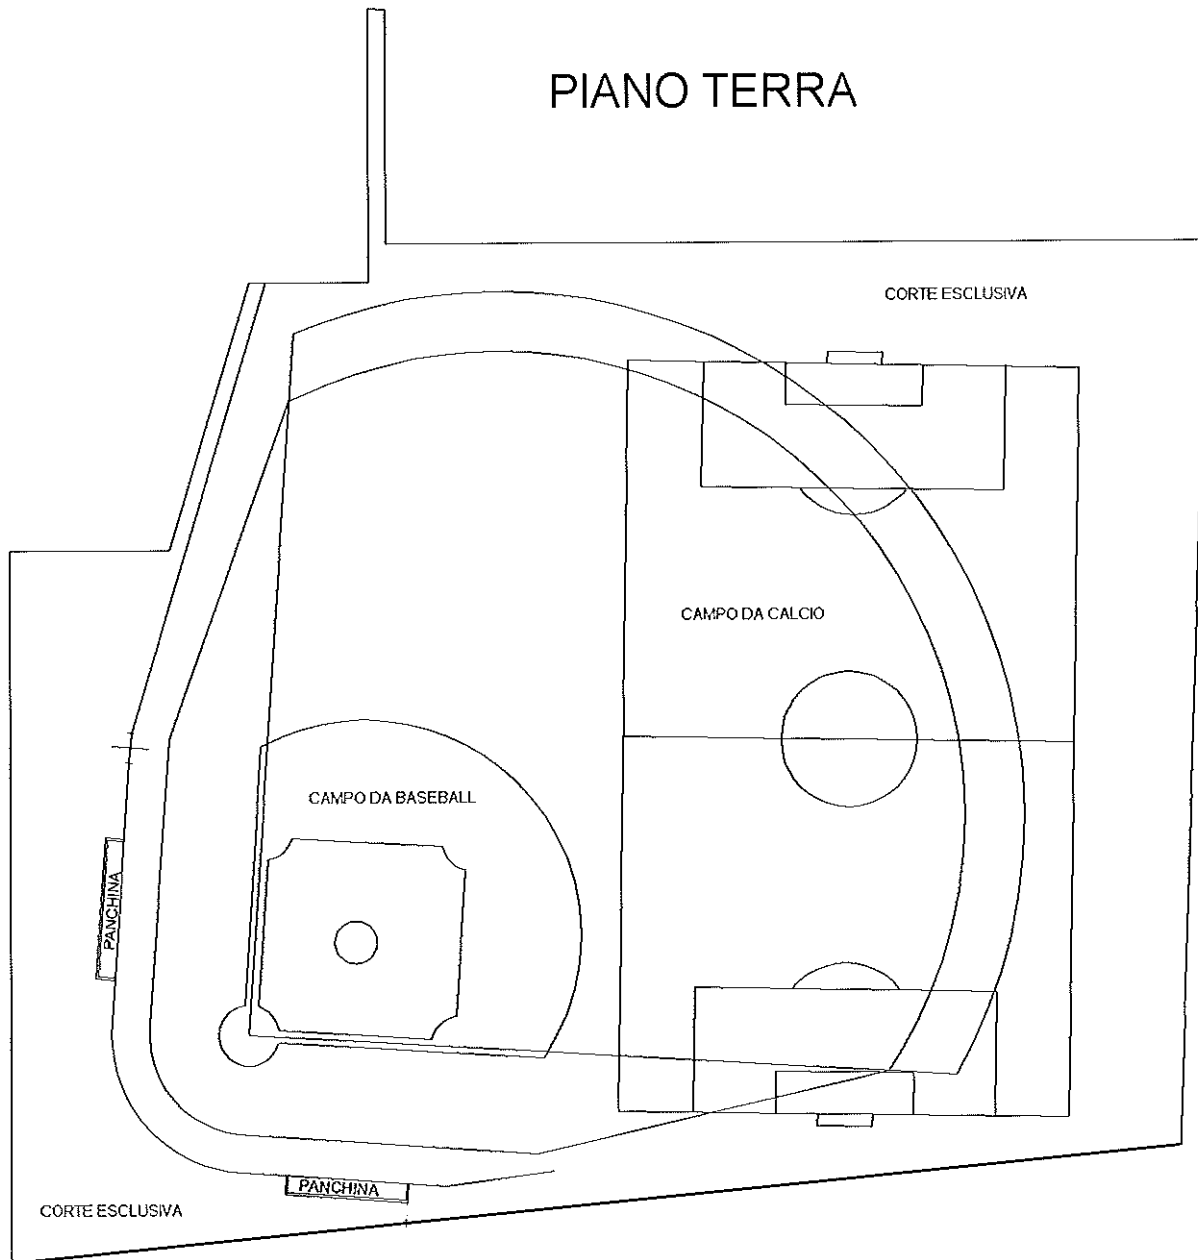 PIANO TERRA
CORTE ESCLUSIVA
CAMPO DA CALCIO
CAMPO DA BASEBALL
PANCHINA
PANCHINA
CORTE ESCLUSIVA